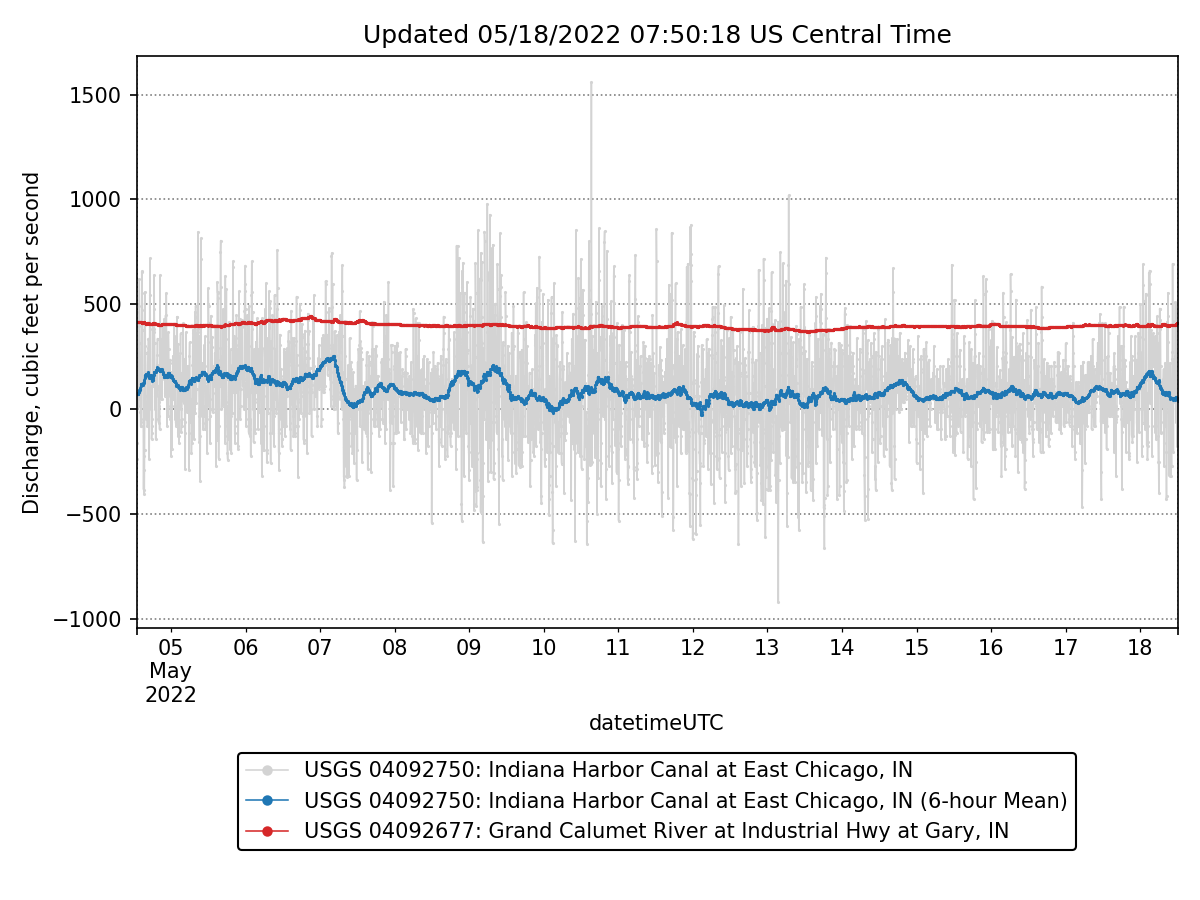 Updated 05/18/2022 07:50:18 US Central Time
Discharge, cubic feet per second
1500
1000
500
0
−500
−1000
05 06 07 08 09 10 11 12 13 14 15 16 17 18
May
2022
datetimeUTC
USGS 04092750: Indiana Harbor Canal at East Chicago, IN
USGS 04092750: Indiana Harbor Canal at East Chicago, IN (6-hour Mean)
USGS 04092677: Grand Calumet River at Industrial Hwy at Gary, IN